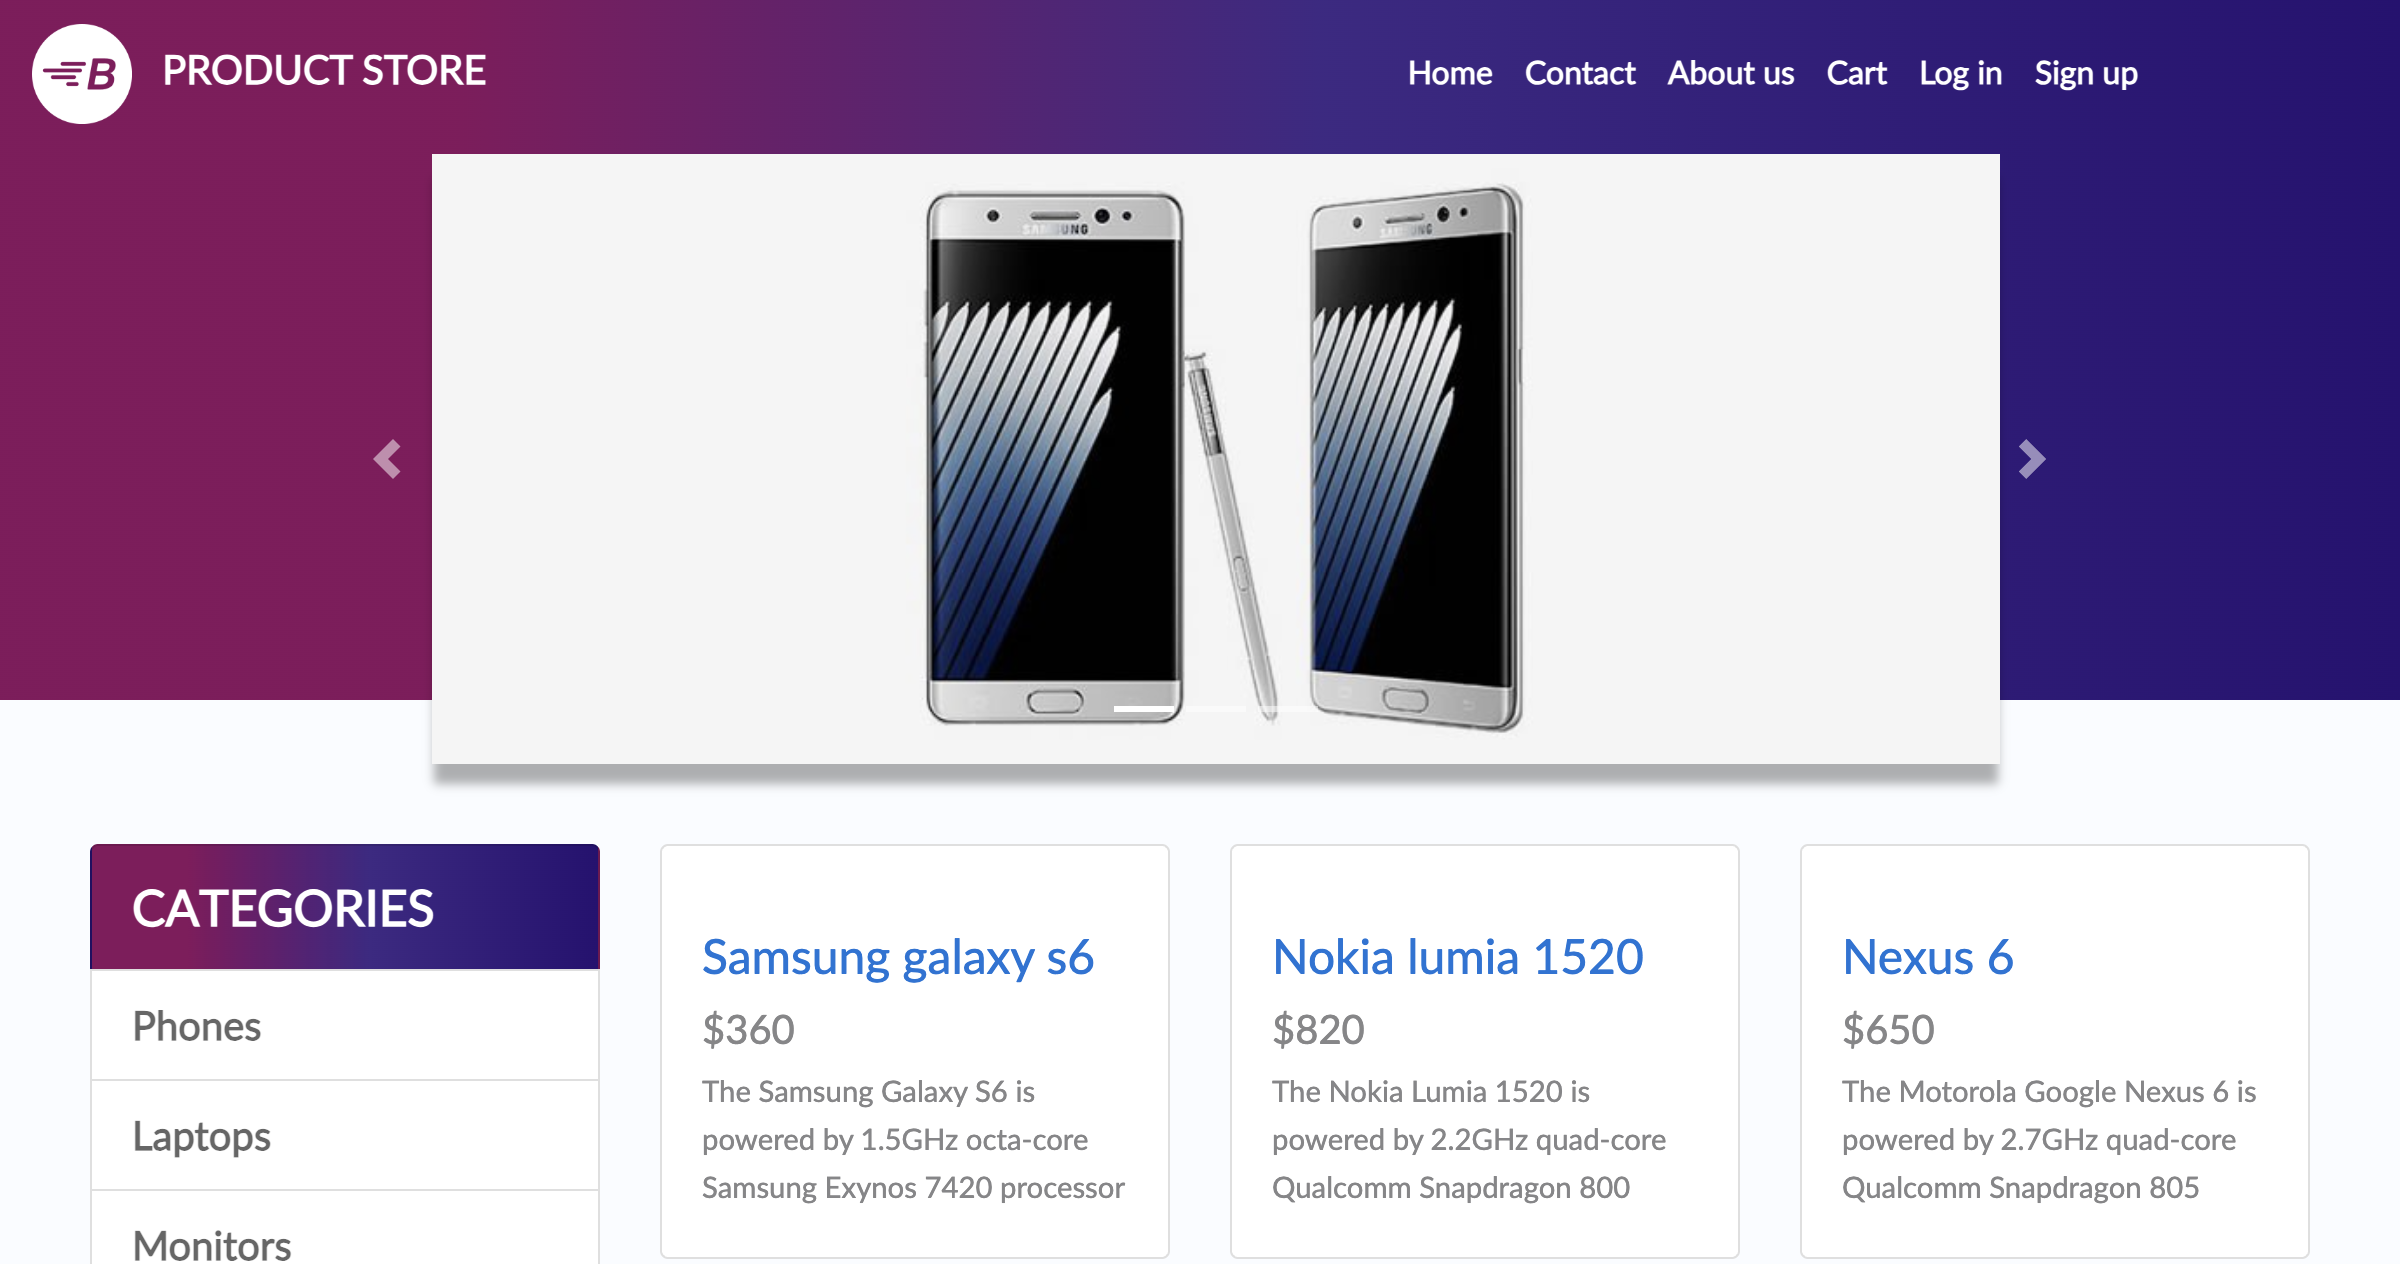 B PRODUCT STORE
Home Contact About us Cart Log in Sign up
SAMSUNG
SAMSUNG
CATEGORIES
Phones
Laptops
Monitors
Samsung galaxy s6
$360
The Samsung Galaxy S6 is
powered by 1.5GHz octa-core
Samsung Exynos 7420 processor
Nokia lumia 1520
$820
The Nokia Lumia 1520 is
powered by 2.2GHz quad-core
Qualcomm Snapdragon 800
Nexus 6
$650
The Motorola Google Nexus 6 is
powered by 2.7GHz quad-core
Qualcomm Snapdragon 805